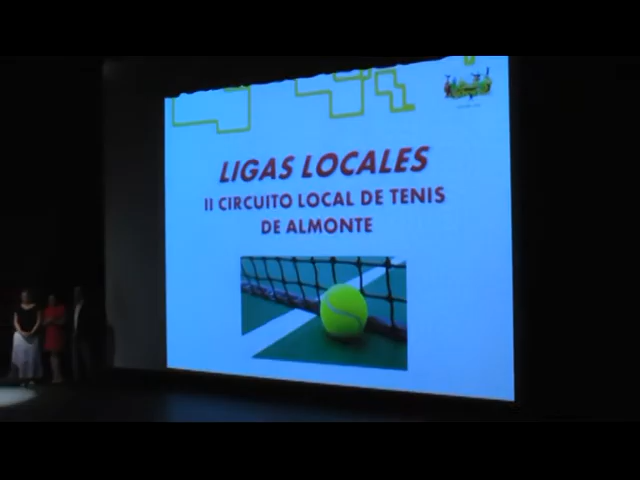 LIGAS LOCALES
II CIRCUITO LOCAL DE TENIS
DE ALMONTE